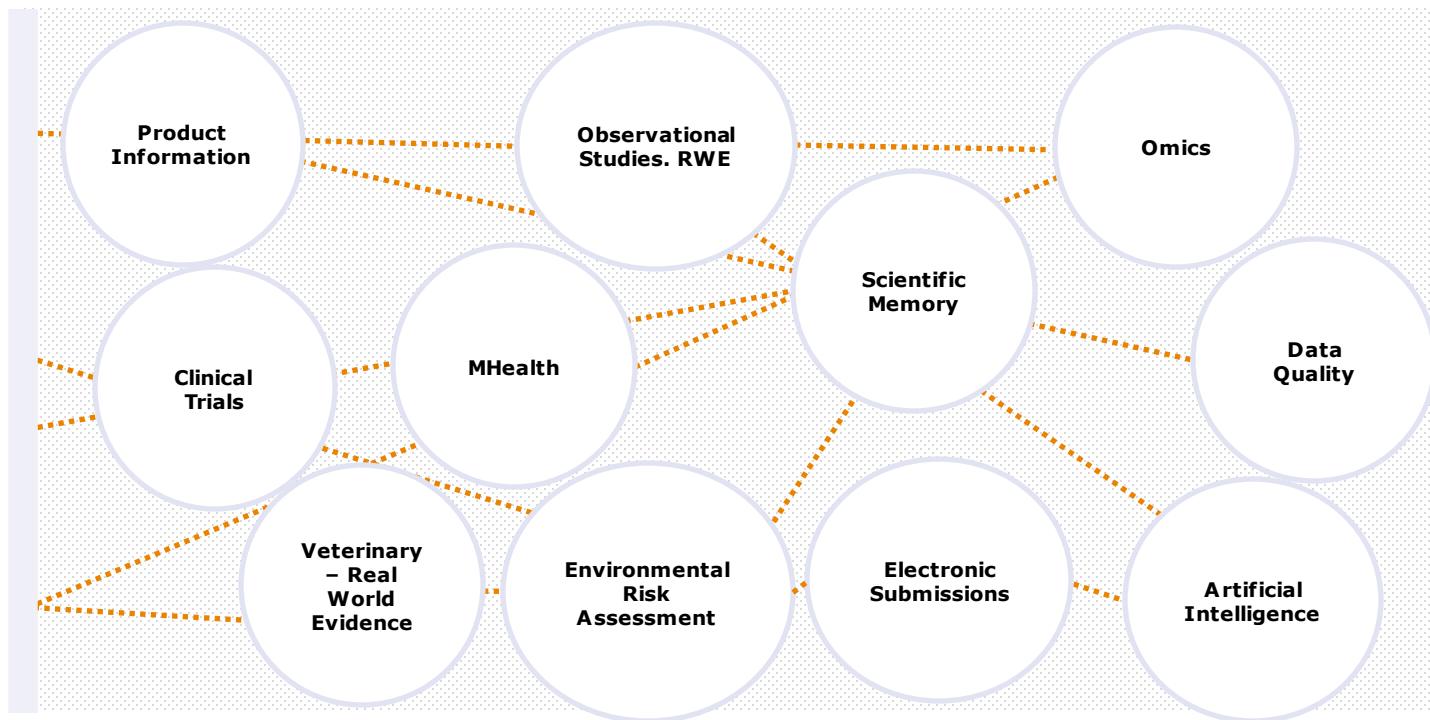 Product
Information
Observational
Studies. RWE
Omics
Scientific
Memory
Clinical
Trials
MHealth
Data
Quality
Veterinary
– Real
World
Evidence
Environmental
Risk
Assessment
Electronic
Submissions
Artificial
Intelligence